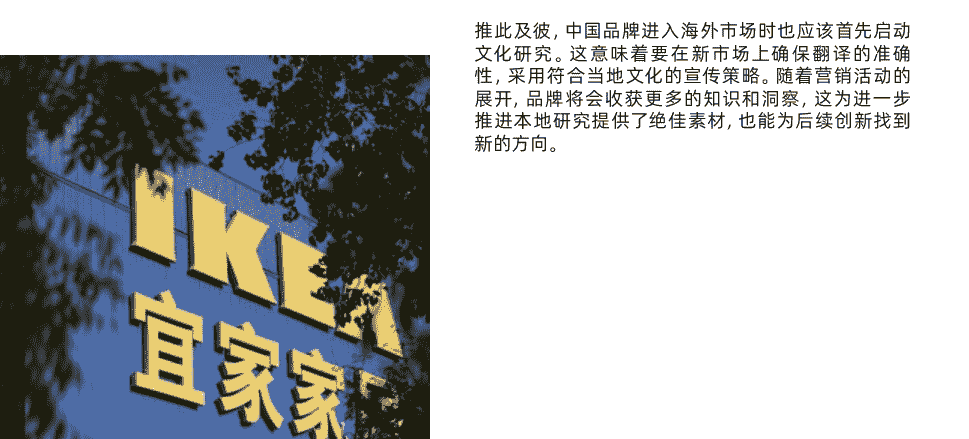 推此及彼, 中国品牌进入海外市场时也应该首先启动
文化研究。这意味着要在新市场上确保翻译的准确
性, 采用符合当地文化的宣传策略。随着营销活动的
展开, 品牌将会收获更多的知识和洞察, 这为进一步
推进本地研究提供了绝佳素材, 也能为后续创新找到
新的方向。
IKEA
宜家家